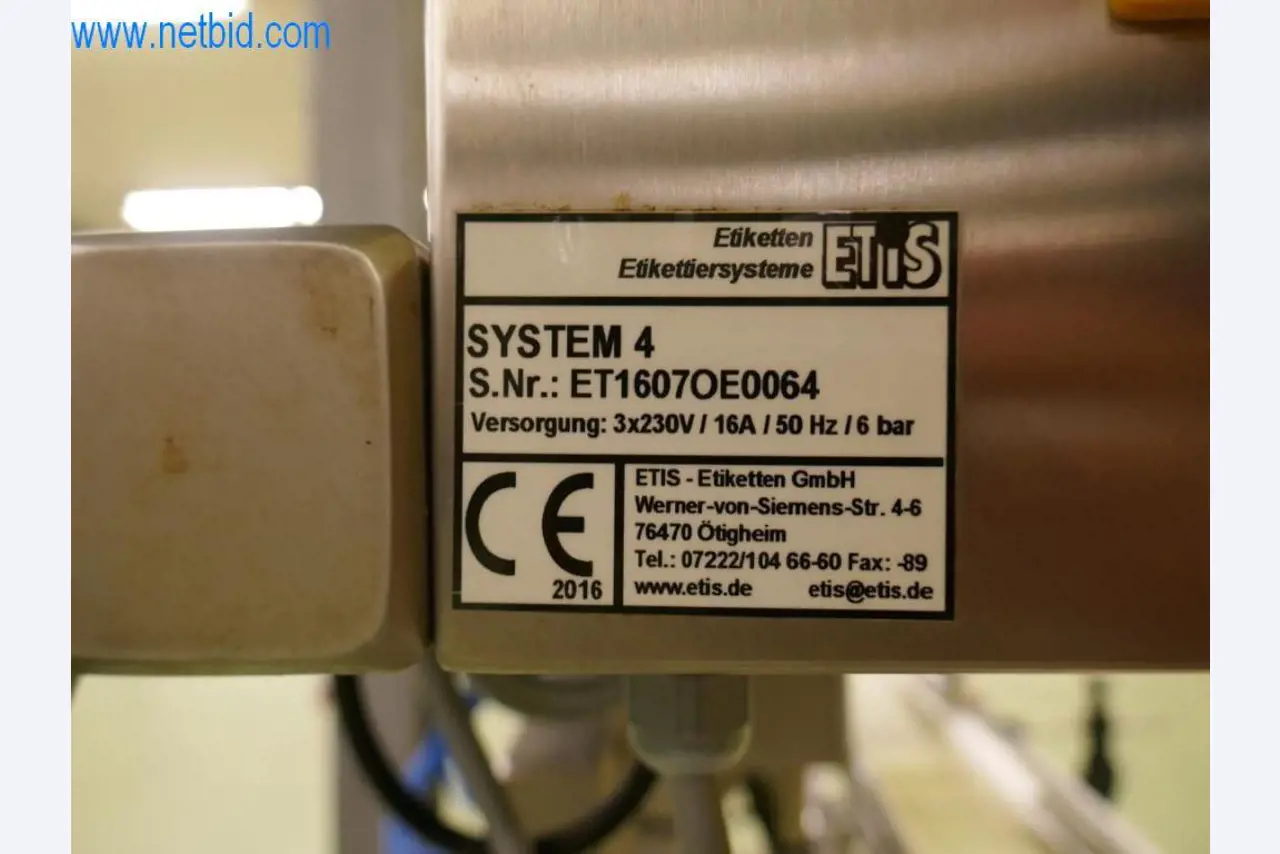 www.netbid.com
Etiketten
Etikettiersysteme
ETiS
SYSTEM 4
S.Nr.: ET1607OE0064
Versorgung: 3x230V / 16A / 50 Hz / 6 bar
CE
2016
ETIS - Etiketten GmbH
Werner-von-Siemens-Str. 4-6
76470 Ötigheim
Tel.: 07222/104 66-60 Fax: -89
www.etis.de etis@etis.de